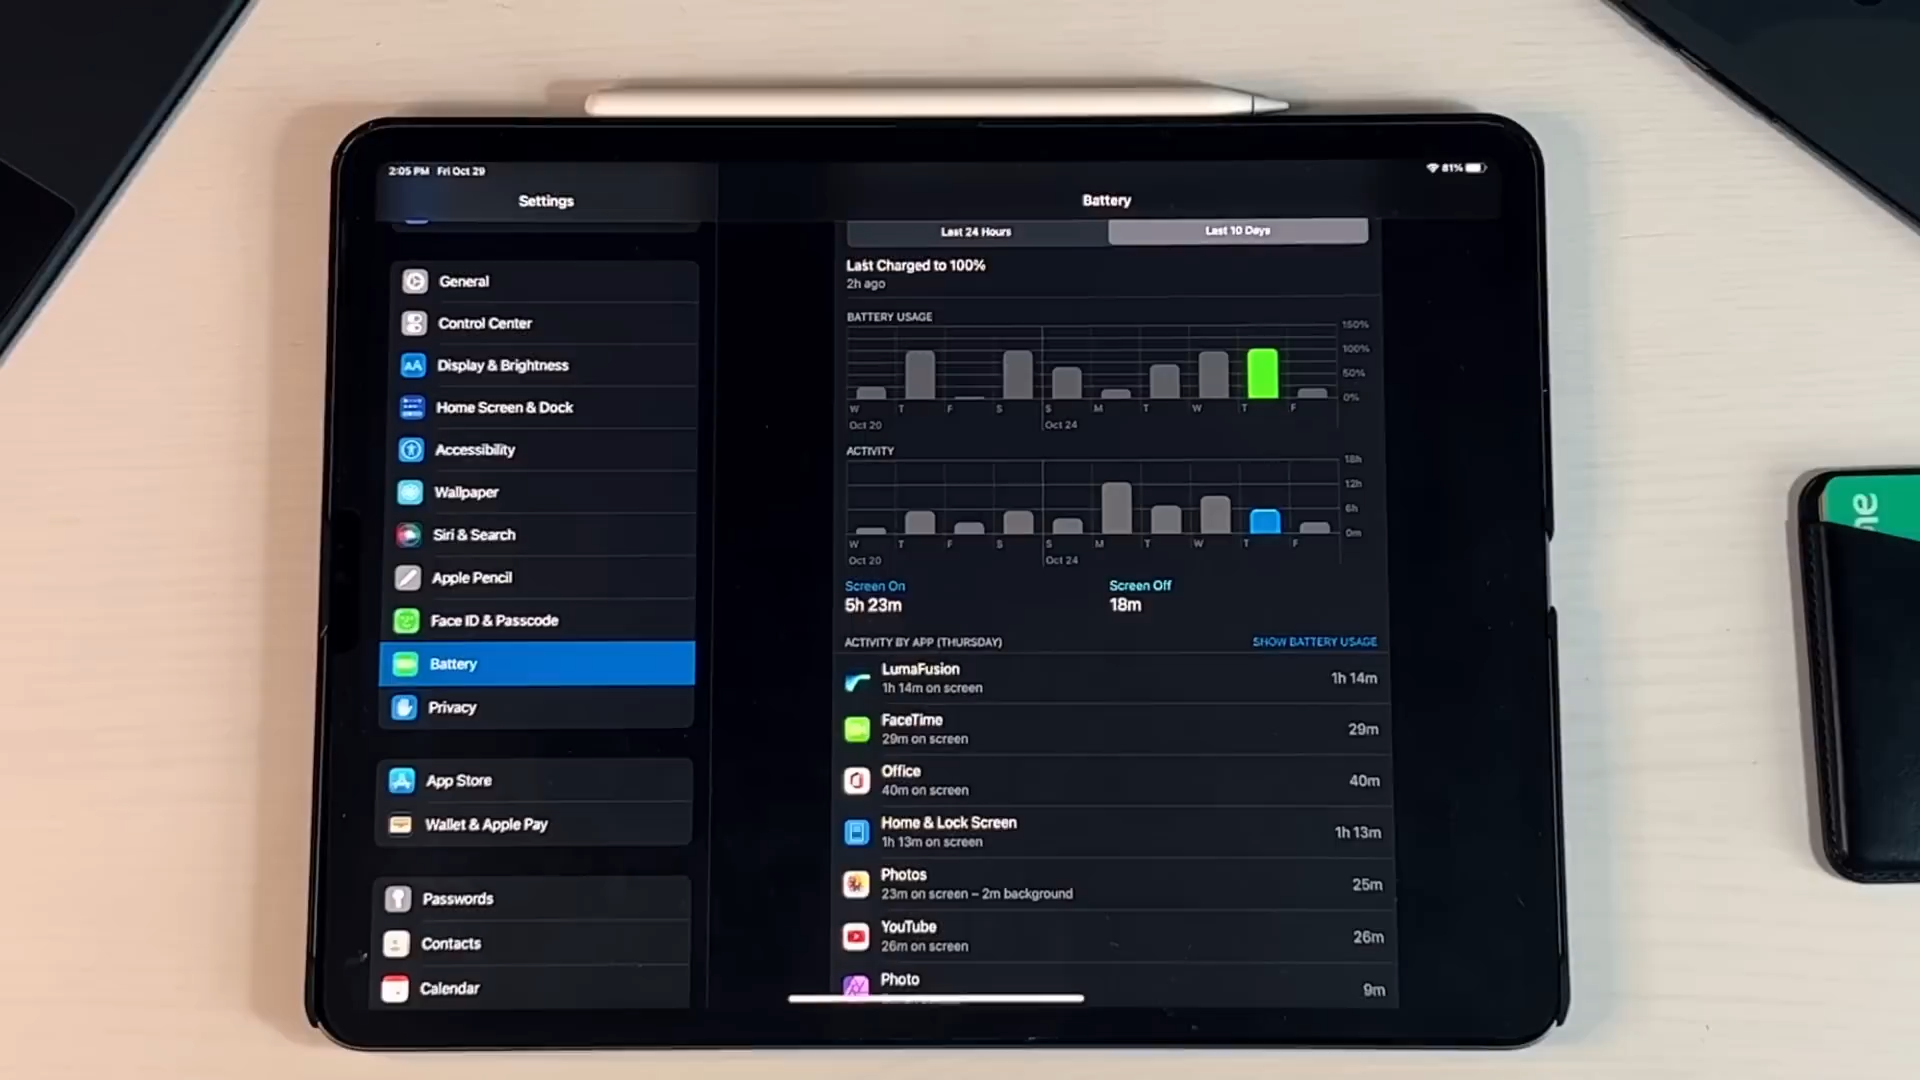 2:05 PM Fri Oct 29
81%
Settings
General
Control Center
AA Display & Brightness
Home Screen & Dock
Accessibility
Wallpaper
Siri & Search
Apple Pencil
Face ID & Passcode
Battery
Privacy
App Store
Wallet & Apple Pay
Passwords
Contacts
Calendar
Battery
Last 24 Hours
Last 10 Days
Last Charged to 100%
2h ago
BATTERY USAGE
150%
100%
50%
0%
W T F S S M T W T F
Oct 20 Oct 24
ACTIVITY
18h
12h
6h
0m
W T F S S M T W T F
Oct 20 Oct 24
Screen On Screen Off
5h 23m 18m
ACTIVITY BY APP (THURSDAY) SHOW BATTERY USAGE
LumaFusion
1h 14m on screen
1h 14m
FaceTime
29m on screen
29m
Office
40m on screen
40m
Home & Lock Screen
1h 13m on screen
1h 13m
Photos
23m on screen – 2m background
25m
YouTube
26m on screen
26m
Photo
9m